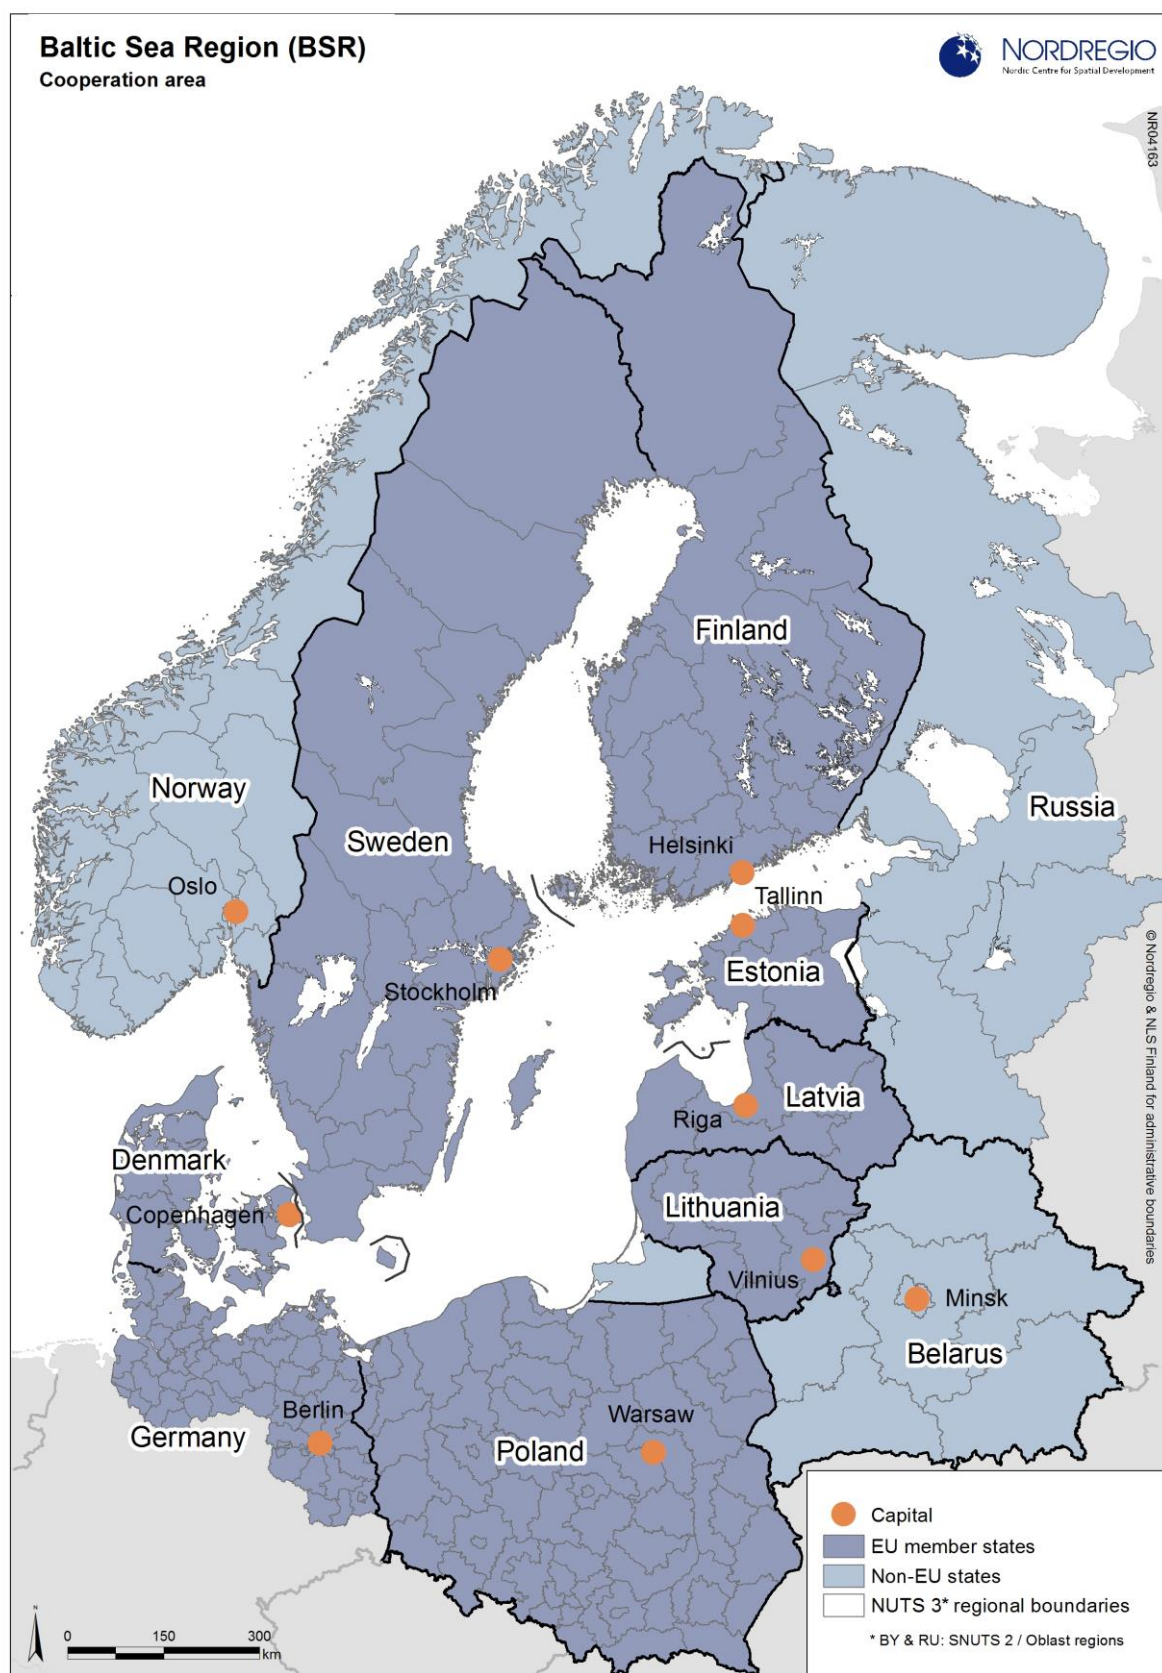 Baltic Sea Region (BSR)
Cooperation area
NORDREGIO
Nordic Centre for Spatial Development
NR04163
Finland
Norway
Russia
Sweden
Helsinki
Oslo
Tallinn
Estonia
Stockholm
© Nordregio & NLS Finland for administrative boundaries
Latvia
Riga
Denmark
Lithuania
Copenhagen
Vilnius
Minsk
Belarus
Berlin
Warsaw
Germany
Poland
Capital
EU member states
Non-EU states
NUTS 3* regional boundaries
* BY & RU: SNUTS 2 / Oblast regions
N
0 150 300
km